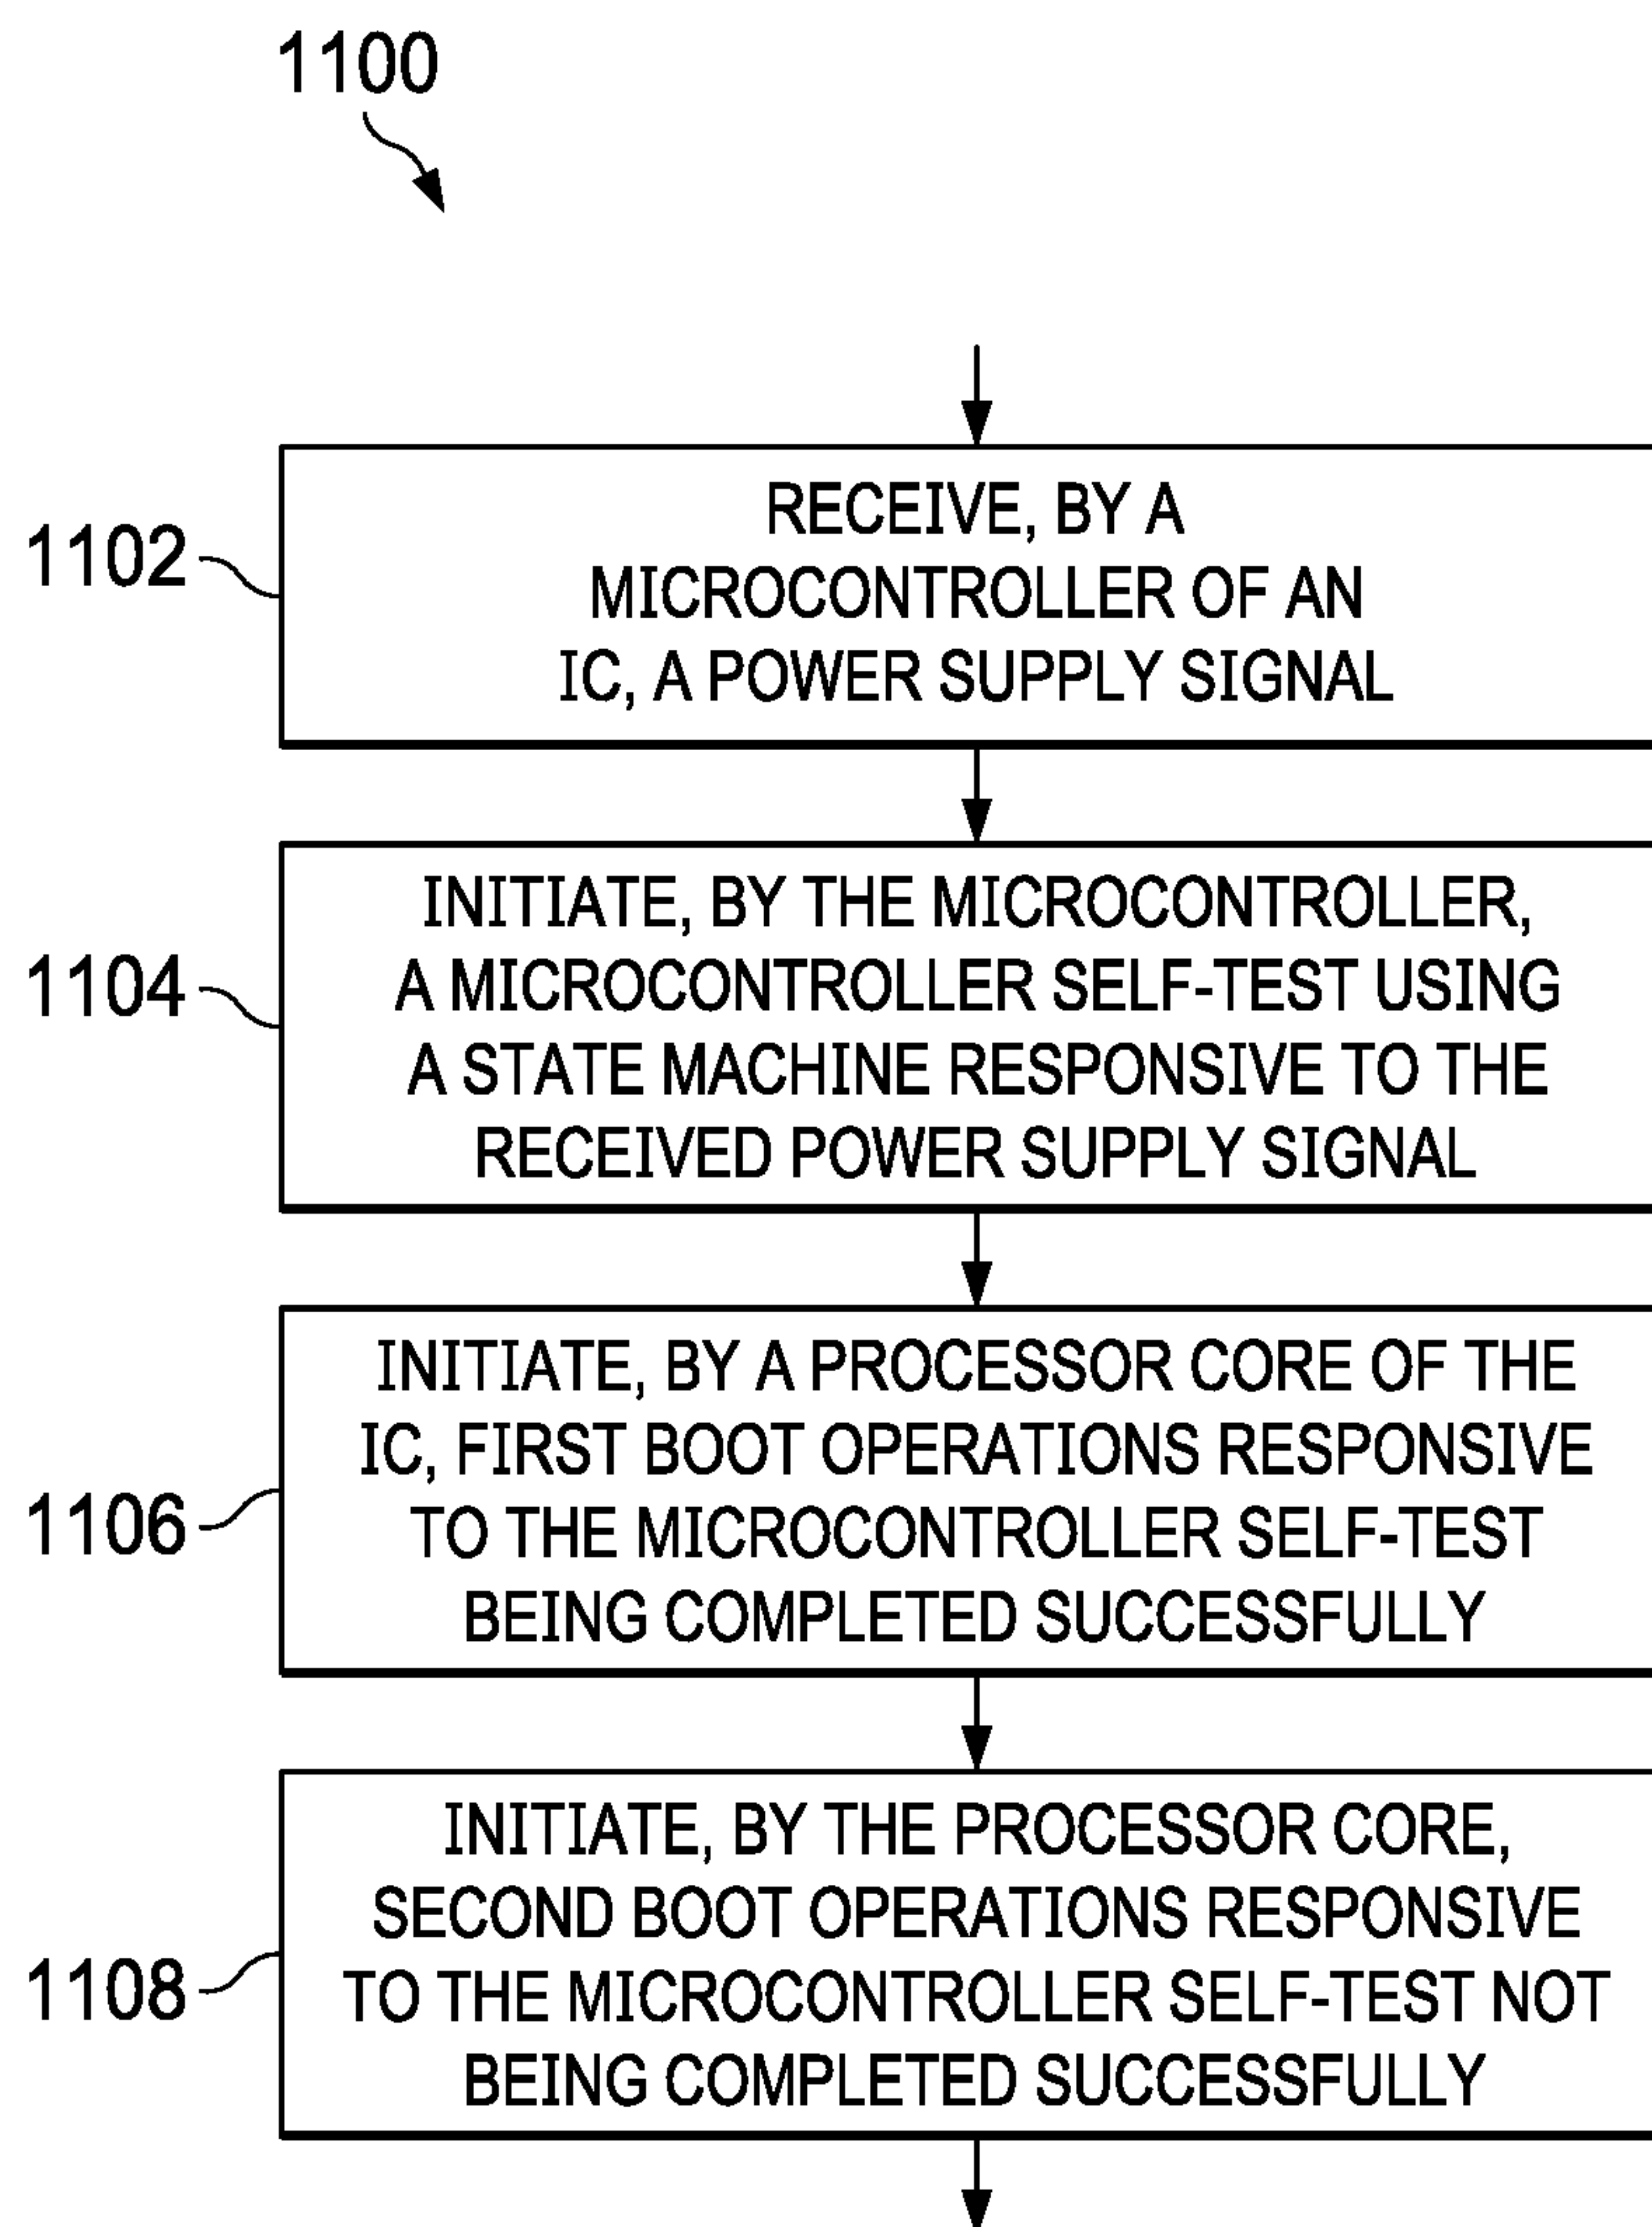 1100
1102
RECEIVE, BY A
MICROCONTROLLER OF AN
IC, A POWER SUPPLY SIGNAL
1104
INITIATE, BY THE MICROCONTROLLER,
A MICROCONTROLLER SELF-TEST USING
A STATE MACHINE RESPONSIVE TO THE
RECEIVED POWER SUPPLY SIGNAL
1106
INITIATE, BY A PROCESSOR CORE OF THE
IC, FIRST BOOT OPERATIONS RESPONSIVE
TO THE MICROCONTROLLER SELF-TEST
BEING COMPLETED SUCCESSFULLY
1108
INITIATE, BY THE PROCESSOR CORE,
SECOND BOOT OPERATIONS RESPONSIVE
TO THE MICROCONTROLLER SELF-TEST NOT
BEING COMPLETED SUCCESSFULLY